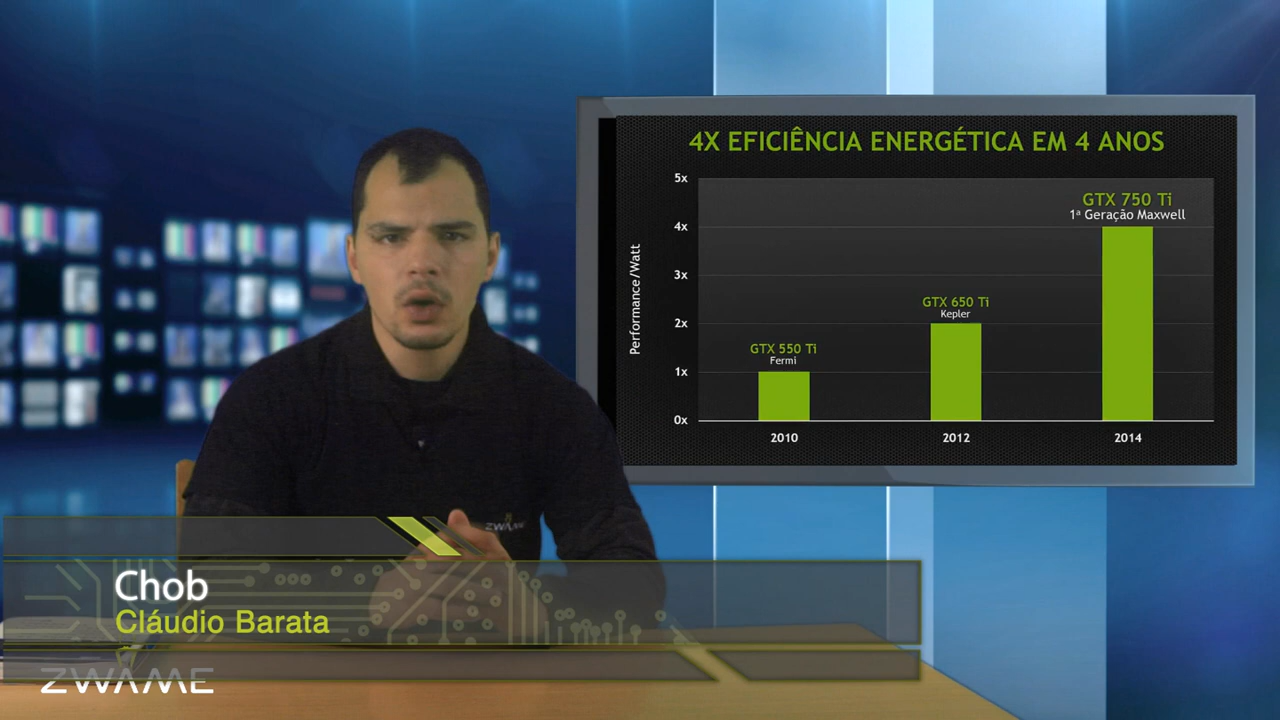 4X EFICIÊNCIA ENERGÉTICA EM 4 ANOS
5x
4x
3x
2x
1x
0x
Performance/Watt
GTX 550 Ti
Fermi
GTX 650 Ti
Kepler
GTX 750 Ti
1ª Geração Maxwell
2010
2012
2014
ZWAME
Chob
Cláudio Barata
ZWAME